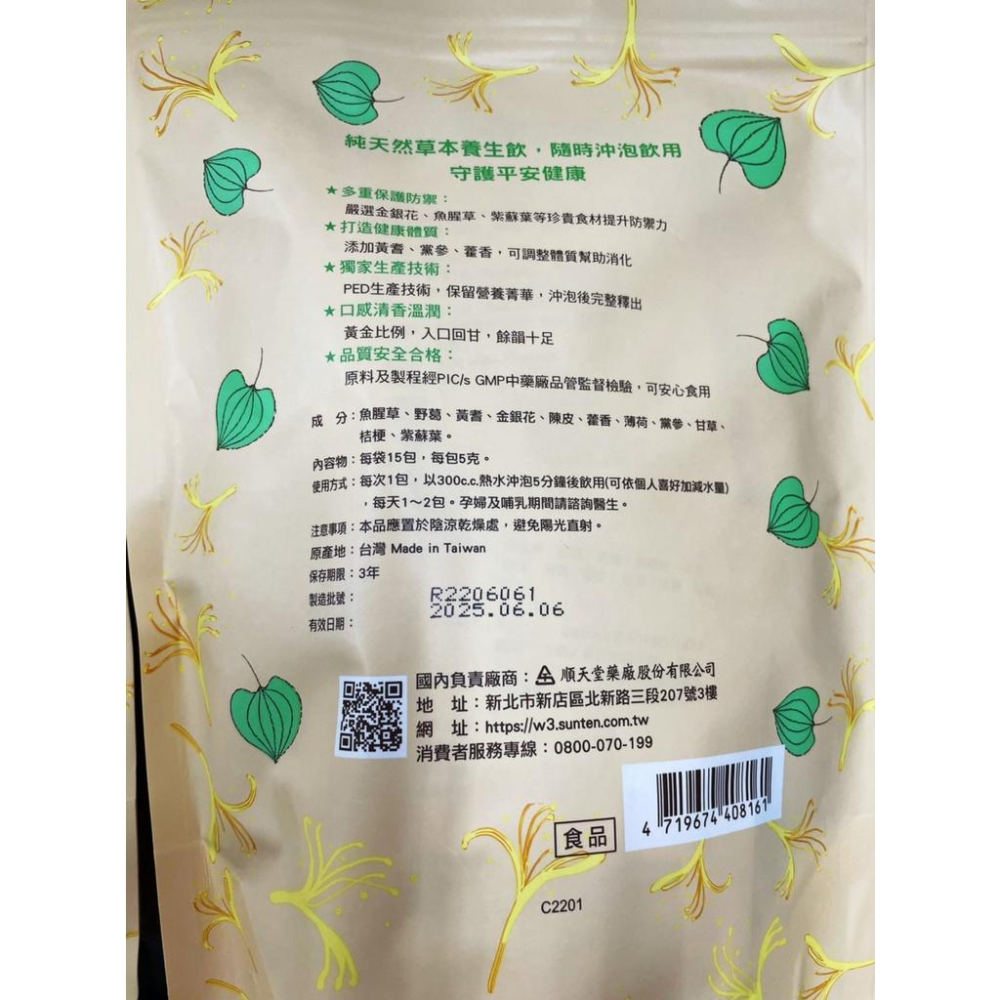 純天然草本養生飲，隨時沖泡飲用
守護平安健康
★多重保護防禦：
嚴選金銀花、魚腥草、紫蘇葉等珍貴食材提升防禦力
★打造健康體質：
添加黃耆、黨參、藿香，可調整體質幫助消化
★獨家生產技術：
PED生產技術，保留營養菁華，沖泡後完整釋出
★口感清香溫潤：
黃金比例，入口回甘，餘韻十足
★品質安全合格：
原料及製程經PIC/s GMP中藥廠品管監督檢驗，可安心食用
成 分：魚腥草、野葛、黃耆、金銀花、陳皮、藿香、薄荷、黨參、甘草、
桔梗、紫蘇葉。
內容物：每袋15包，每包5克。
使用方式：每次1包，以300c.c.熱水沖泡5分鐘後飲用(可依個人喜好加減水量)
，每天1～2包。孕婦及哺乳期間請諮詢醫生。
注意事項：本品應置於陰涼乾燥處，避免陽光直射。
原產地：台灣 Made in Taiwan
保存期限：3年
製造批號：R2206061
有效日期：2025.06.06
國內負責廠商：順天堂藥廠股份有限公司
地 址：新北市新店區北新路三段207號3樓
網 址：https://w3.sunten.com.tw
消費者服務專線：0800-070-199
4 719674 408161
食品
C2201